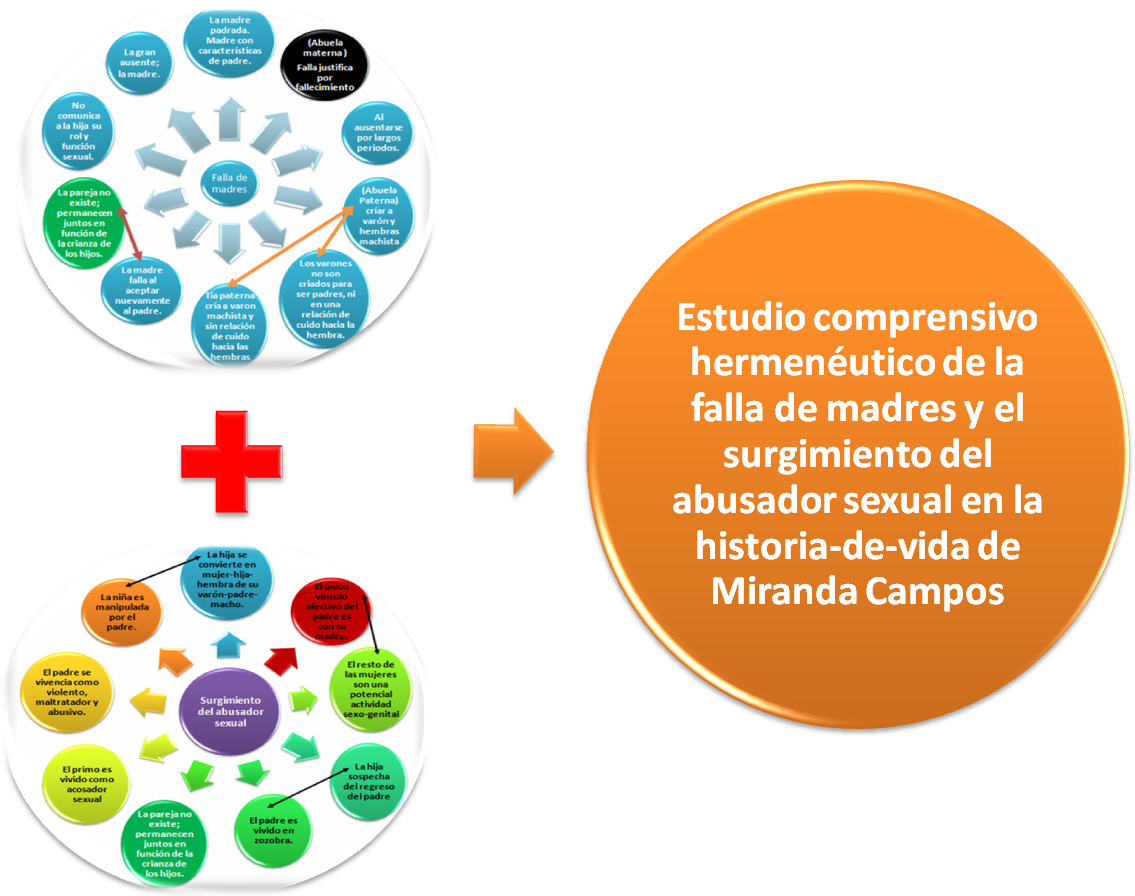 La madre
padrada.
Madre con
características
de padre.
(Abuela
materna )
Falla justifica
por
fallecimiento
Al
ausentarse
por largos
periodos.
(Abuela
Paterna)
críar a
varón y
hembras
machista
Los varones
no son
criados para
ser padres, ni
en una
relación de
cuido hacia la
hembra.
Tía paterna
cría a varon
machista y
sin relación
de cuido
hacia las
hembras
La madre
falla al
aceptar
nuevamente
al padre.
La pareja no
existe;
permanecen
juntos en
función de
la crianza de
los hijos.
No
comunica
a la hija su
rol y
función
sexual.
La gran
ausente;
la madre.
Falla de
madres
La hija se
convierte en
mujer-hija-
hembra de su
varón-padre-
macho.
El único
vínculo
afectivo del
padre es
con su
madre.
El resto de
las mujeres
son una
potencial
actividad
sexo-genital
La hija
sospecha
del regreso
del padre
El padre es
vivido en
zozobra.
La pareja no
existe;
permanecen
juntos en
función de la
crianza de
los hijos.
El primo es
vivido como
acosador
sexual
El padre se
vivencia como
violento,
maltratador y
abusivo.
La niña es
manipulada
por el
padre.
Surgimiento
del abusador
sexual
Estudio comprensivo
hermenéutico de la
falla de madres y el
surgimiento del
abusador sexual en la
historia-de-vida de
Miranda Campos